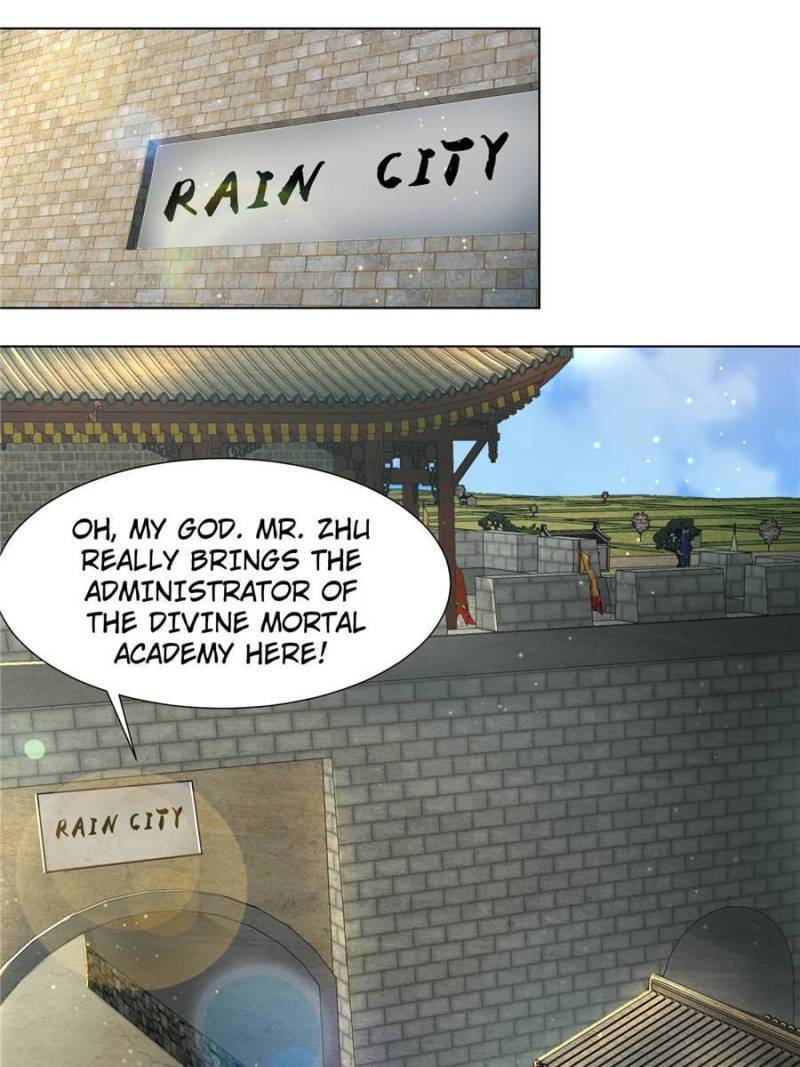 RAIN CITY
OH, MY GOD. MR. ZHU
REALLY BRINGS THE
ADMINISTRATOR OF
THE DIVINE MORTAL
ACADEMY HERE!
RAIN CITY